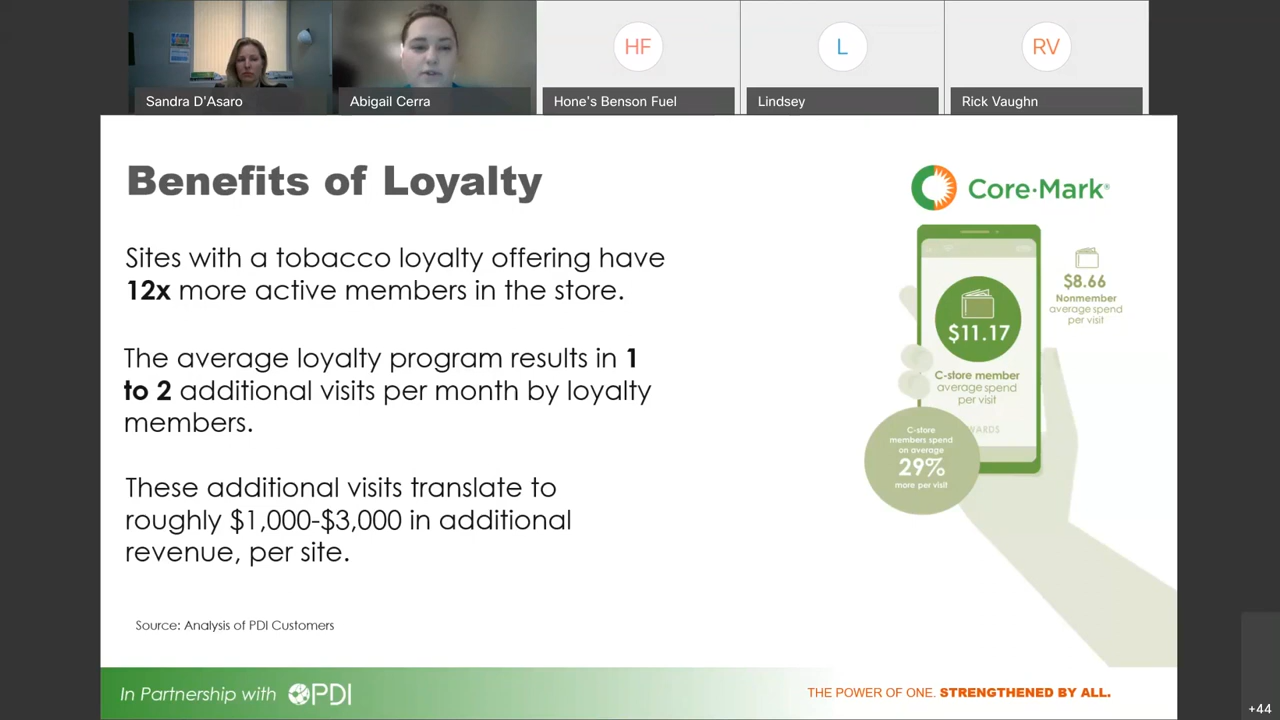 HF
L
RV
Sandra D'Asaro
Abigail Cerra
Hone's Benson Fuel
Lindsey
Rick Vaughn
Benefits of Loyalty
Sites with a tobacco loyalty offering have
12x more active members in the store.
The average loyalty program results in 1
to 2 additional visits per month by loyalty
members.
These additional visits translate to
roughly $1,000-$3,000 in additional
revenue, per site.
Source: Analysis of PDI Customers
Core·Mark®
$8.66
Nonmember
average spend
per visit
$11.17
C-store member
average spend
per visit
WARDS
C-store
members spend
on average
29%
more per visit
In Partnership with PDI
THE POWER OF ONE. STRENGTHENED BY ALL.
+44